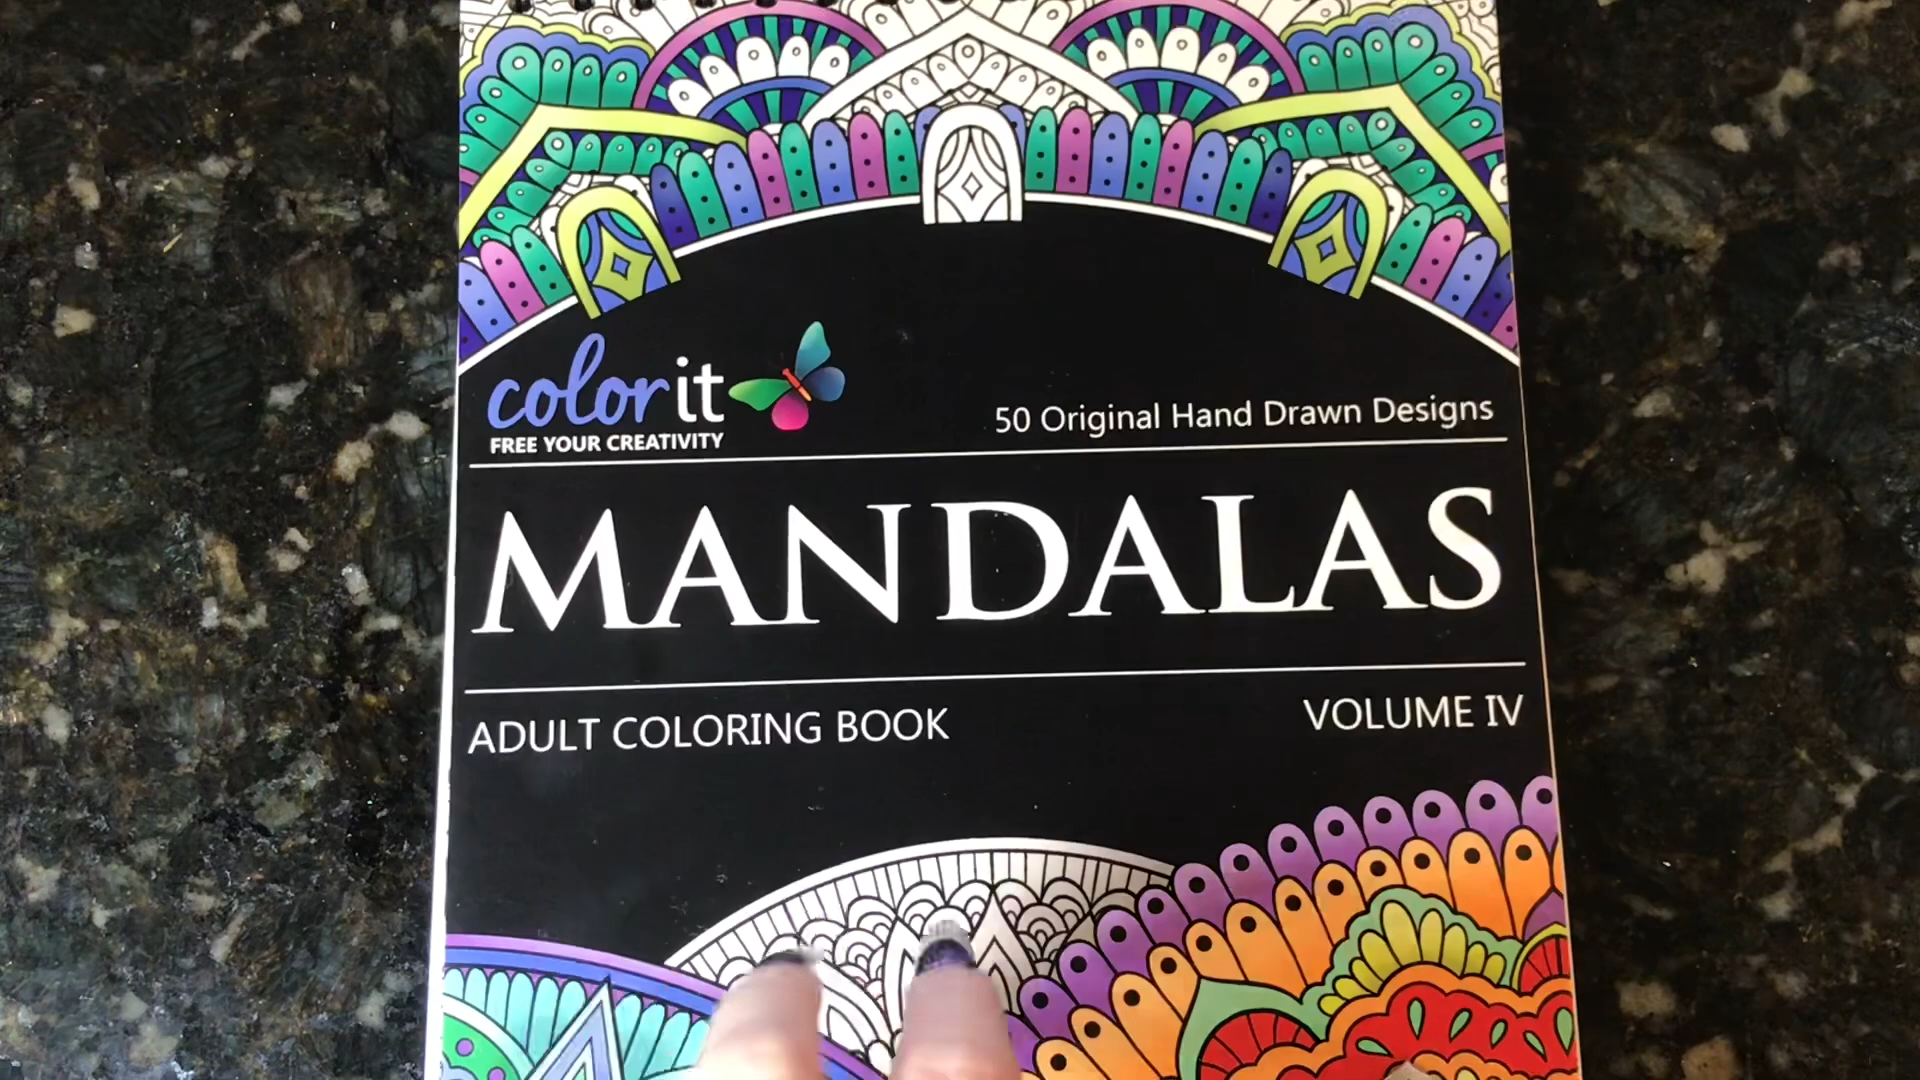 colorit
FREE YOUR CREATIVITY
50 Original Hand Drawn Designs
MANDALAS
ADULT COLORING BOOK
VOLUME IV